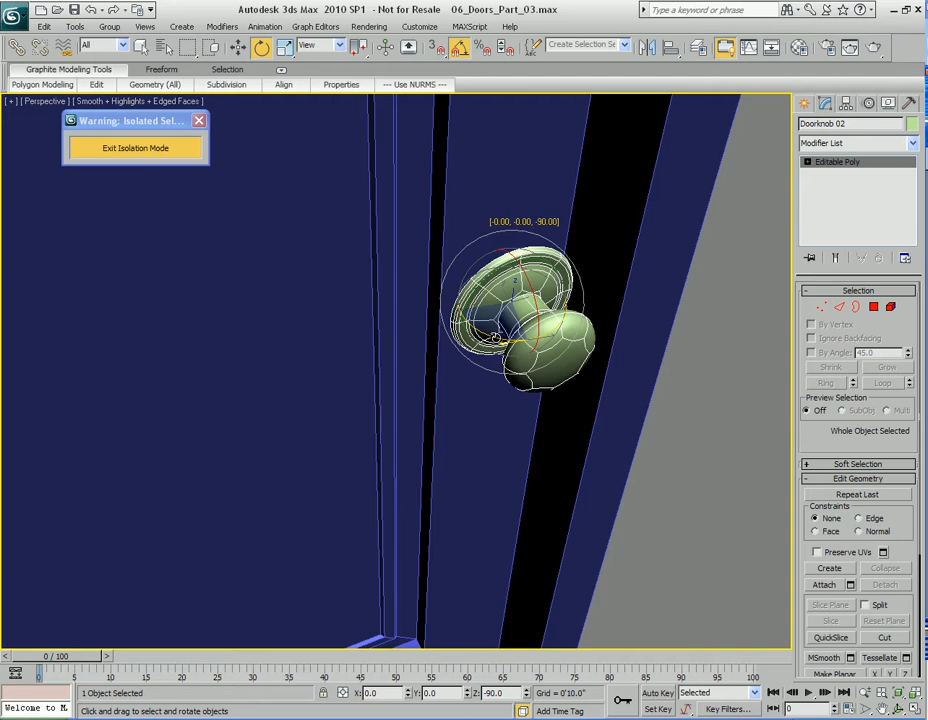 Autodesk 3ds Max 2010 SP1 - Not for Resale 06_Doors_Part_03.max
Type a keyword or phrase
Edit Tools Group Views Create Modifiers Animation Graph Editors Rendering Customize MAXScript Help
All View 3 Create Selection Se
Graphite Modeling Tools Freeform Selection
Polygon Modeling Edit Geometry (All) Subdivision Align Properties --- Use NURMS ---
[ + ] [ Perspective ] [ Smooth + Highlights + Edged Faces ]
Warning: Isolated Sel...
Exit Isolation Mode
[-0.00, -0.00, -90.00]
z
Doorknob 02
Modifier List
Editable Poly
Selection
By Vertex
Ignore Backfacing
By Angle: 45.0
Shrink Grow
Ring Loop
Preview Selection
Off SubObj Multi
Whole Object Selected
Soft Selection
Edit Geometry
Repeat Last
Constraints
None Edge
Face Normal
Preserve UVs
Create Collapse
Attach Detach
Slice Plane Split
Slice Reset Plane
QuickSlice Cut
MSmooth Tessellate
Make Planar
0 / 100
0 5 10 15 20 25 30 35 40 45 50 55 60 65 70 75 80 85 90 95 100
1 Object Selected X: 0.0 Y: 0.0 Z: -90.0 Grid = 0'10.0" Auto Key Selected
Welcome to M Click and drag to select and rotate objects Add Time Tag Set Key Key Filters... 0